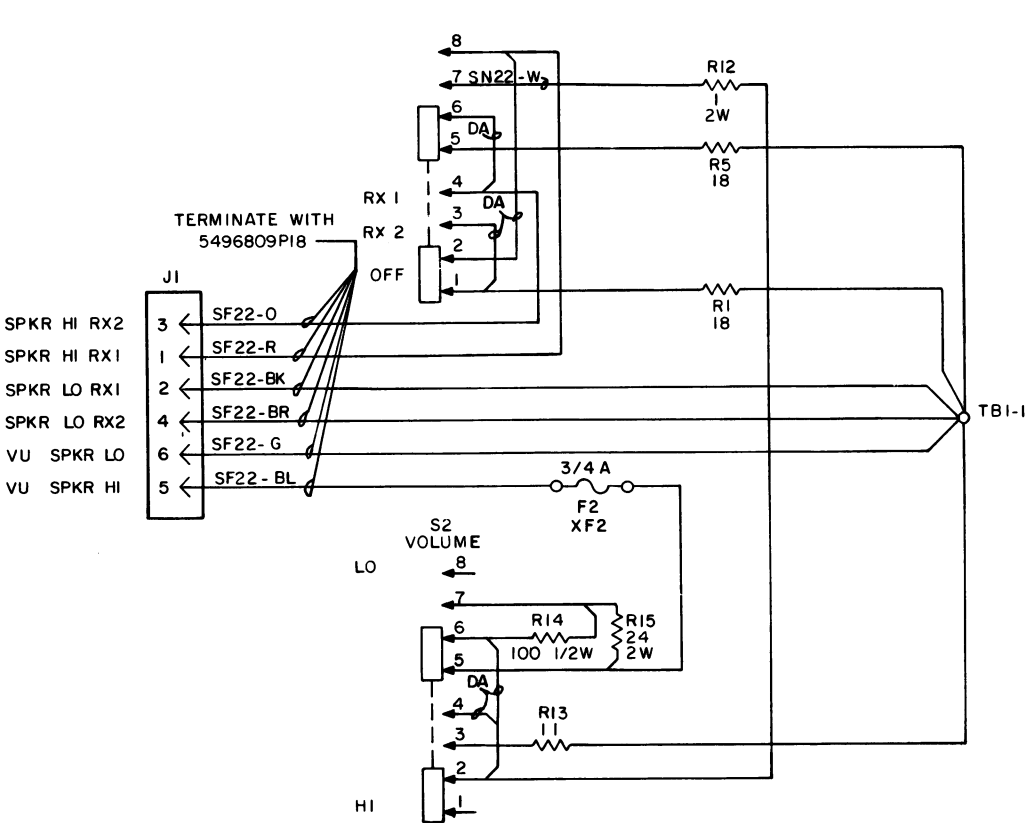 8
7 SN22-W
R12
1
2W
6
DA
5
R5
18
4
RX 1
DA
3
RX 2
2
OFF
1
R1
18
TERMINATE WITH
5496809P18
J1
SPKR HI RX2 3 SF22-O
SPKR HI RX1 1 SF22-R
SPKR LO RX1 2 SF22-BK
SPKR LO RX2 4 SF22-BR
VU SPKR LO 6 SF22-G
VU SPKR HI 5 SF22-BL
TB1-1
3/4 A
F2
XF2
S2
VOLUME
LO
8
7
6
R14
100 1/2W
R15
24
2W
5
DA
4
R13
11
3
2
HI
1